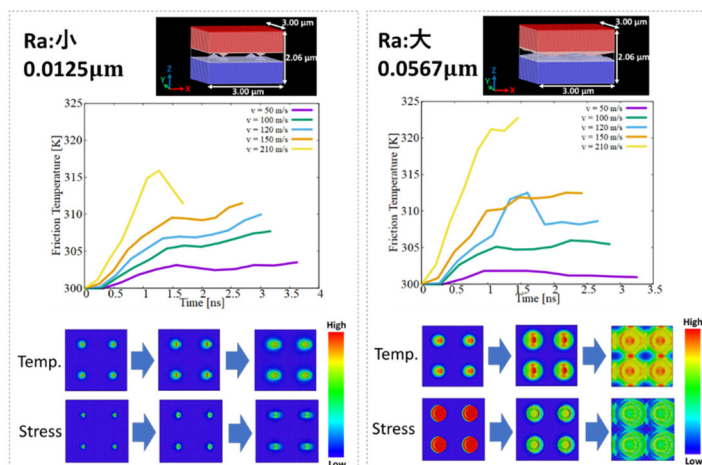 Ra:小
0.0125μm
3.00 μm
2.06 μm
3.00 μm
Z
Y
X
325
320
315
310
305
300
Friction Temperature [K]
v = 50 m/s
v = 100 m/s
v = 120 m/s
v = 150 m/s
v = 210 m/s
0 0.5 1 1.5 2 2.5 3 3.5 4
Time [ns]
Temp.
Stress
High
Low
Ra:大
0.0567μm
3.00 μm
2.06 μm
3.00 μm
Z
Y
X
325
320
315
310
305
300
Friction Temperature [K]
v = 50 m/s
v = 100 m/s
v = 120 m/s
v = 150 m/s
v = 210 m/s
0 0.5 1 1.5 2 2.5 3 3.5
Time [ns]
Temp.
Stress
High
Low